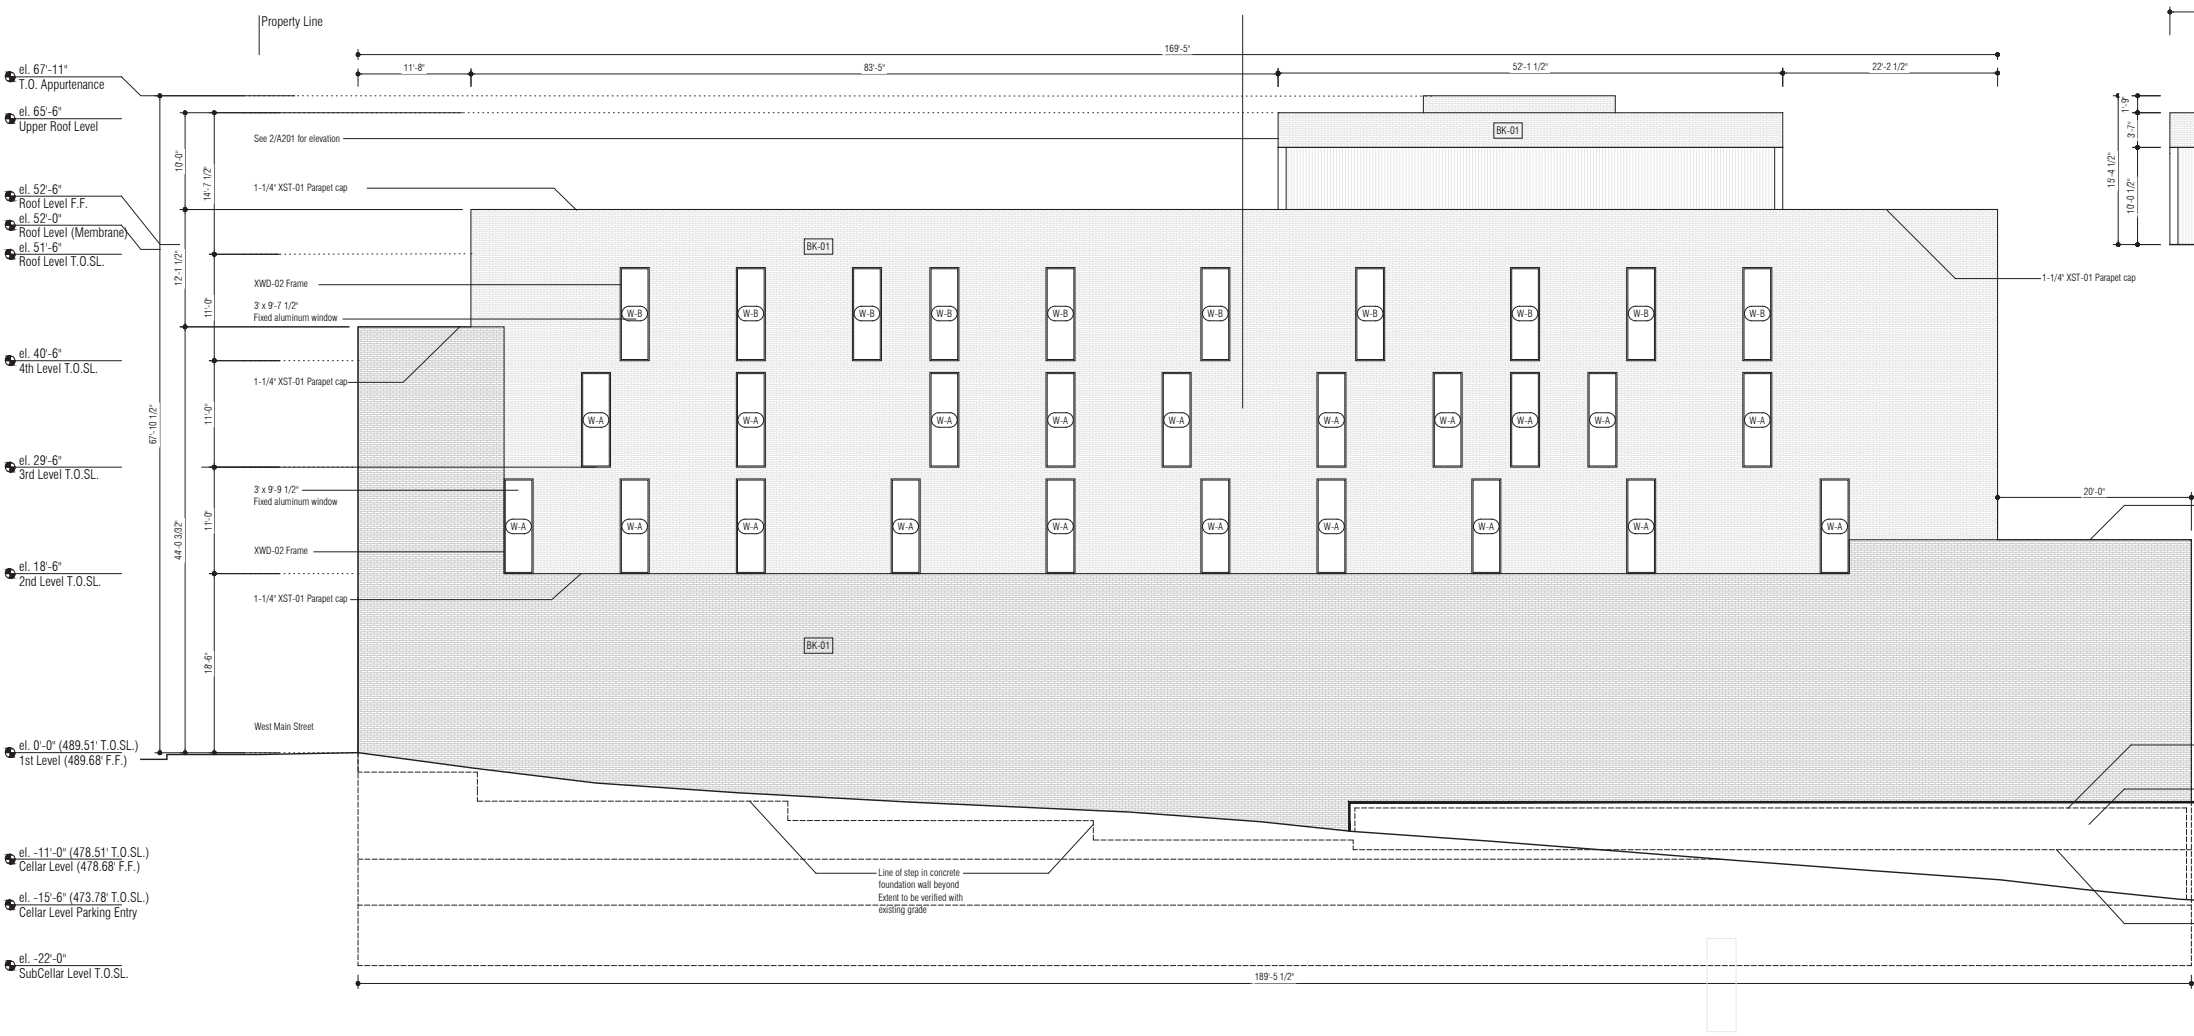 Property Line
169'-5"
11'-8"
83'-5"
52'-1 1/2"
22'-2 1/2"
el. 67'-11"
T.O. Appurtenance
el. 65'-6"
Upper Roof Level
el. 52'-6"
Roof Level F.F.
el. 52'-0"
Roof Level (Membrane)
el. 51'-6"
Roof Level T.O.SL.
el. 40'-6"
4th Level T.O.SL.
el. 29'-6"
3rd Level T.O.SL.
el. 18'-6"
2nd Level T.O.SL.
el. 0'-0" (489.51' T.O.SL.)
1st Level (489.68' F.F.)
el. -11'-0" (478.51' T.O.SL.)
Cellar Level (478.68' F.F.)
el. -15'-6" (473.78' T.O.SL.)
Cellar Level Parking Entry
el. -22'-0"
SubCellar Level T.O.SL.
67'-10 1/2"
10'-0"
12'-1 1/2"
44'-0 3/32"
14'-7 1/2"
11'-0"
11'-0"
11'-0"
18'-6"
See 2/A201 for elevation
1-1/4" XST-01 Parapet cap
XWD-02 Frame
3' x 9'-7 1/2"
Fixed aluminum window
1-1/4" XST-01 Parapet cap
3' x 9'-9 1/2"
Fixed aluminum window
XWD-02 Frame
1-1/4" XST-01 Parapet cap
West Main Street
BK-01
BK-01
W-B W-B W-B W-B W-B W-B W-B W-B W-B W-B
W-A W-A W-A W-A W-A W-A W-A W-A W-A W-A
W-A W-A W-A W-A W-A W-A W-A W-A W-A W-A
BK-01
1-1/4" XST-01 Parapet cap
20'-0"
1'-9"
3'-7"
10'-0 1/2"
15'-4 1/2"
Line of step in concrete
foundation wall beyond
Extent to be verified with
existing grade
189'-5 1/2"